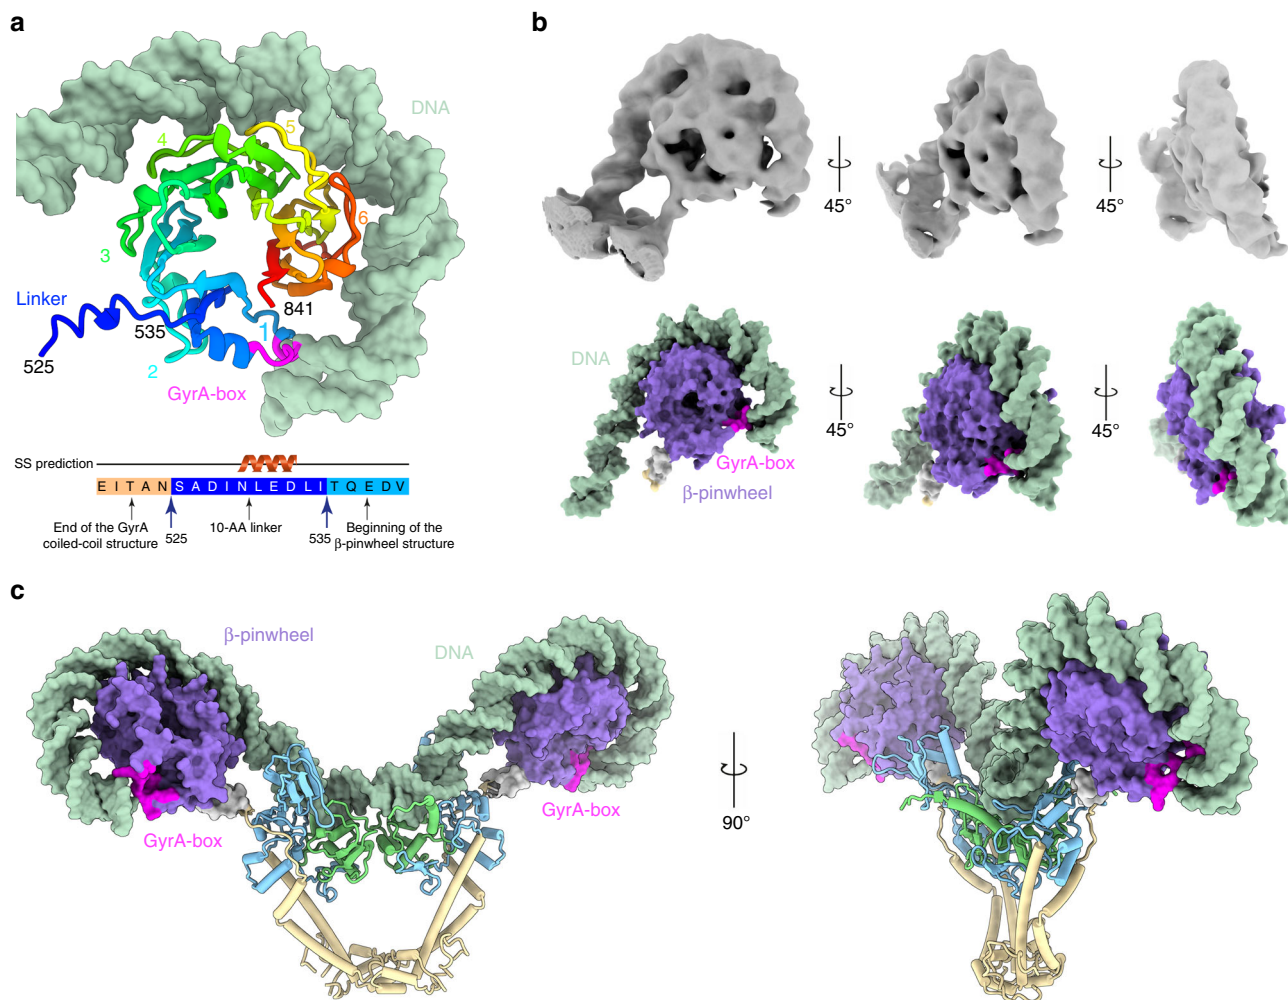 a
DNA
5
4
6
3
Linker
841
535
1
525
2
GyrA-box
SS prediction
E I T A N S A D I N L E D L I T Q E D V
End of the GyrA
coiled-coil structure
525
10-AA linker
535
Beginning of the
β-pinwheel structure
b
45°
45°
DNA
GyrA-box
β-pinwheel
45°
45°
c
β-pinwheel
DNA
GyrA-box
GyrA-box
90°